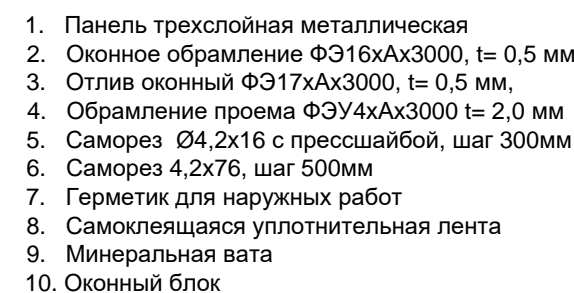 1. Панель трехслойная металлическая
2. Оконное обрамление ФЭ16хАх3000, t= 0,5 мм
3. Отлив оконный ФЭ17хАх3000, t= 0,5 мм,
4. Обрамление проема ФЭУ4хАх3000 t= 2,0 мм
5. Саморез Ø4,2х16 с прессшайбой, шаг 300мм
6. Саморез 4,2х76, шаг 500мм
7. Герметик для наружных работ
8. Самоклеящаяся уплотнительная лента
9. Минеральная вата
10. Оконный блок